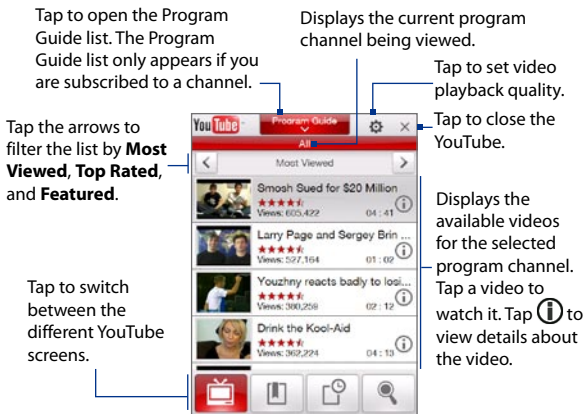 Tap to open the Program
Guide list. The Program
Guide list only appears if you
are subscribed to a channel.
Displays the current program
channel being viewed.
Tap to set video
playback quality.
Tap to close the
YouTube.
Tap the arrows to
filter the list by Most
Viewed, Top Rated,
and Featured.
Tap to switch
between the
different YouTube
screens.
Displays the
available videos
for the selected
program channel.
Tap a video to
watch it. Tap i to
view details about
the video.
You Tube
Program Guide
All
Most Viewed
Smosh Sued for $20 Million
Views: 605,422 04 : 41
Larry Page and Sergey Brin ...
Views: 527,164 01 : 02
Youzhny reacts badly to losi...
Views: 380,259 02 : 12
Drink the Kool-Aid
Views: 362,224 04 : 13